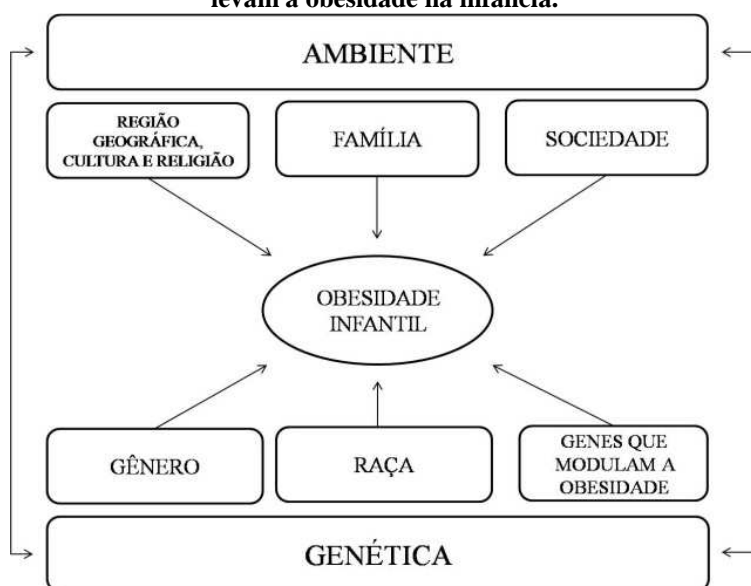 levam à obesidade na infância.
AMBIENTE
REGIÃO
GEOGRÁFICA,
CULTURA E RELIGIÃO
FAMÍLIA
SOCIEDADE
OBESIDADE
INFANTIL
GÊNERO
RAÇA
GENES QUE
MODULAM A
OBESIDADE
GENÉTICA